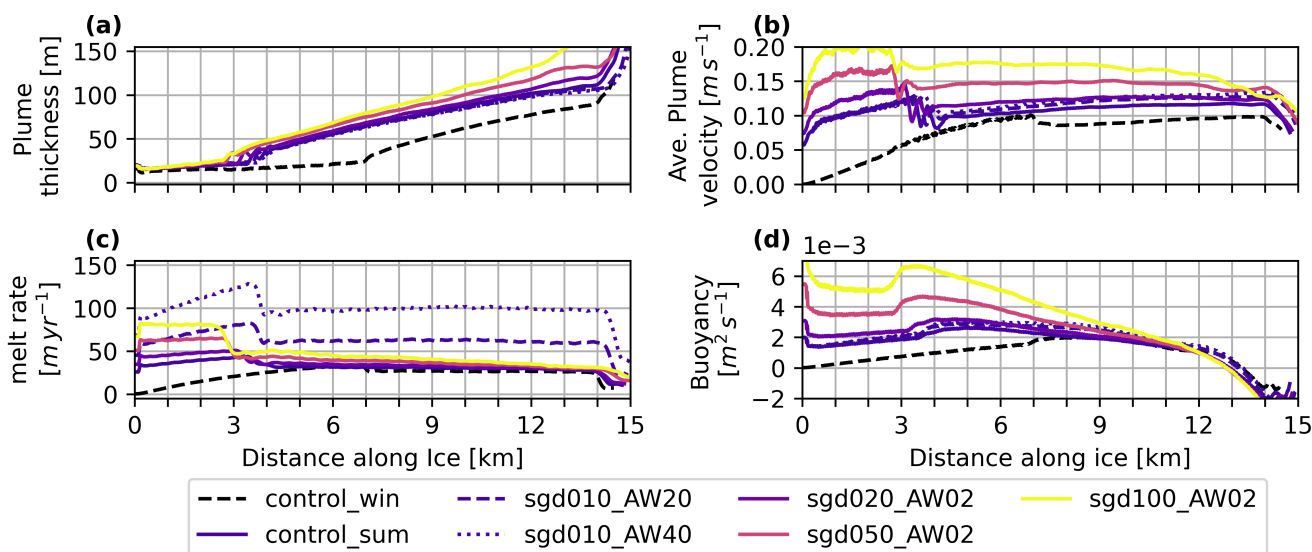 (a)
150
100
50
0
Plume
thickness [m]
(b)
0.20
0.15
0.10
0.05
0.00
Ave. Plume
velocity [m s⁻¹]
(c)
150
100
50
0
melt rate
[m yr⁻¹]
0 3 6 9 12 15
Distance along Ice [km]
(d)
1e−3
6
4
2
0
−2
Buoyancy
[m² s⁻¹]
0 3 6 9 12 15
Distance along ice [km]
control_win sgd010_AW20 sgd020_AW02 sgd100_AW02
control_sum sgd010_AW40 sgd050_AW02